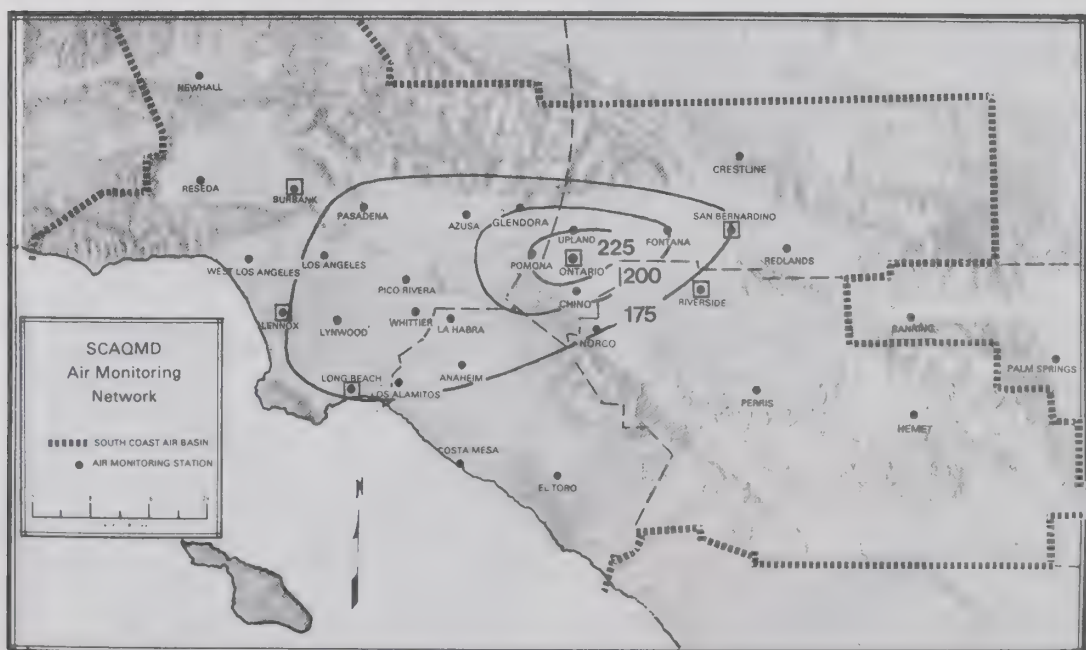 NEWHALL
CRESTLINE
RESEDA
BURBANK
PASADENA
AZUSA
GLENDORA
SAN BERNARDINO
UPLAND
FONTANA
225
POMONA
ONTARIO
REDLANDS
WEST LOS ANGELES
LOS ANGELES
200
PICO RIVERA
CHINO
RIVERSIDE
175
LENNOX
LYNWOOD
WHITTIER
LA HABRA
NORCO
BANNING
PALM SPRINGS
SCAQMD
Air Monitoring
Network
LONG BEACH
LOS ALAMITOS
ANAHEIM
PERRIS
HEMET
SOUTH COAST AIR BASIN
AIR MONITORING STATION
COSTA MESA
EL TORO